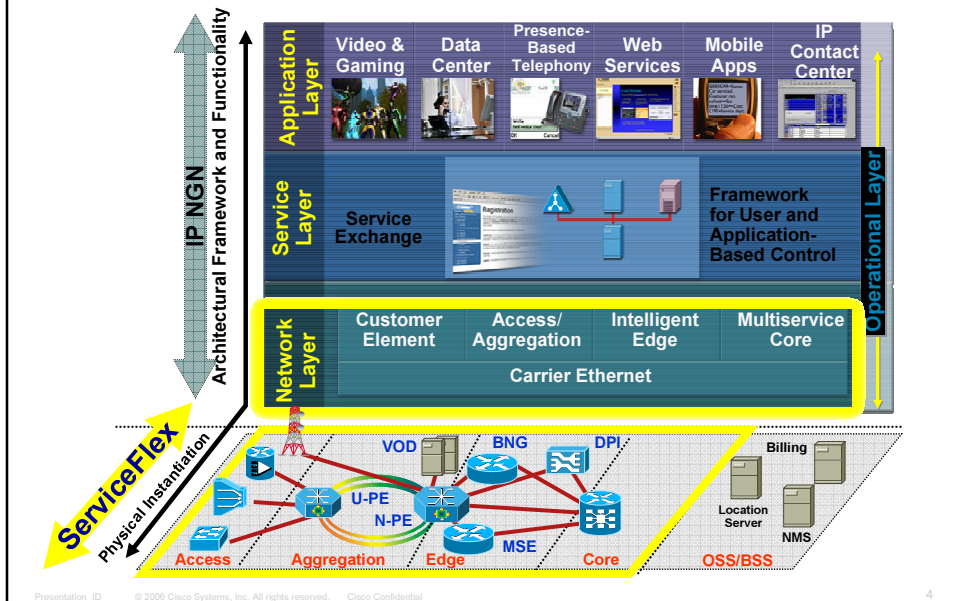 IP NGN
Architectural Framework and Functionality
Application
Layer
Video &
Gaming
Data
Center
Presence-
Based
Telephony
Web
Services
Mobile
Apps
IP
Contact
Center
Service
Layer
Service
Exchange
Registration
Framework
for User and
Application-
Based Control
Operational Layer
Network
Layer
Customer
Element
Access/
Aggregation
Intelligent
Edge
Multiservice
Core
Carrier Ethernet
ServiceFlex
Physical Instantiation
VOD
BNG
DPI
U-PE
N-PE
MSE
Access
Aggregation
Edge
Core
Billing
Location
Server
NMS
OSS/BSS
Presentation_ID
© 2006 Cisco Systems, Inc. All rights reserved.
Cisco Confidential
4